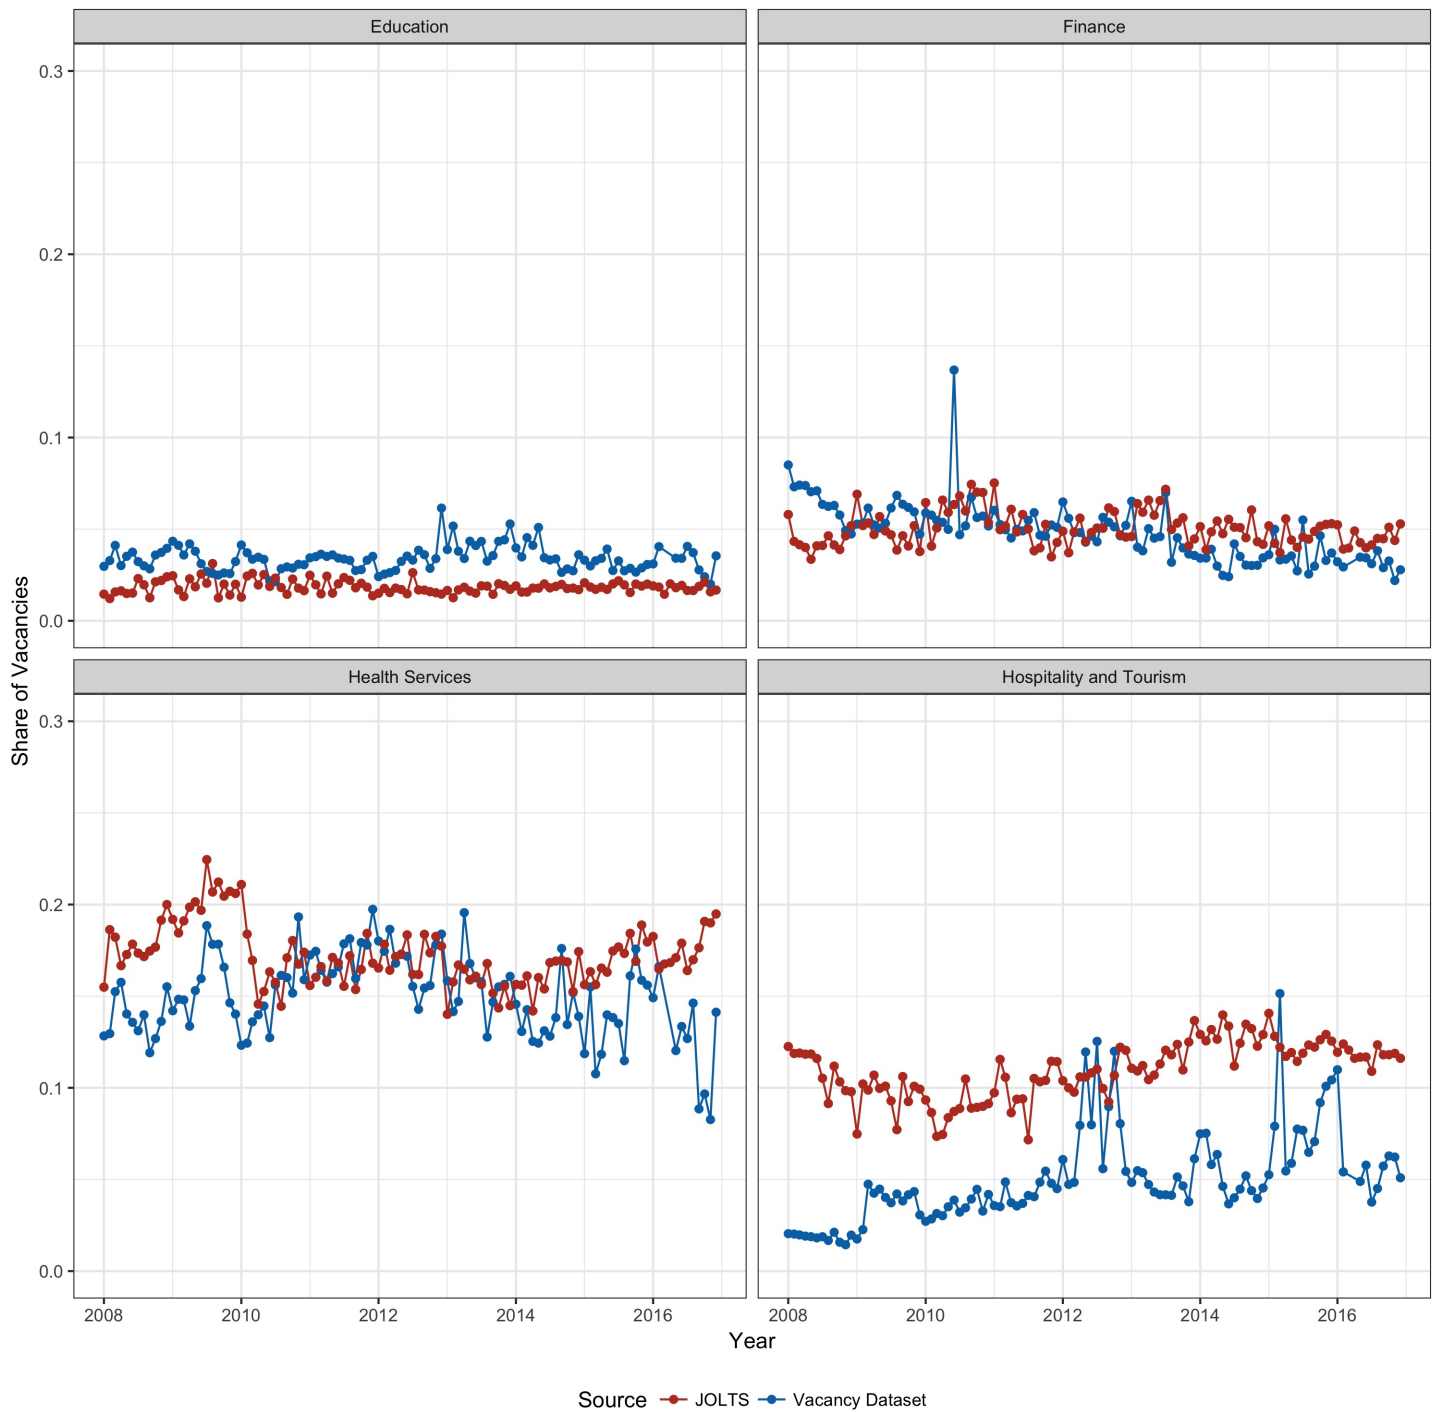 Education
Finance
0.3
0.2
0.1
0.0
Share of Vacancies
Health Services
Hospitality and Tourism
0.3
0.2
0.1
0.0
2008 2010 2012 2014 2016
2008 2010 2012 2014 2016
Year
Source JOLTS Vacancy Dataset